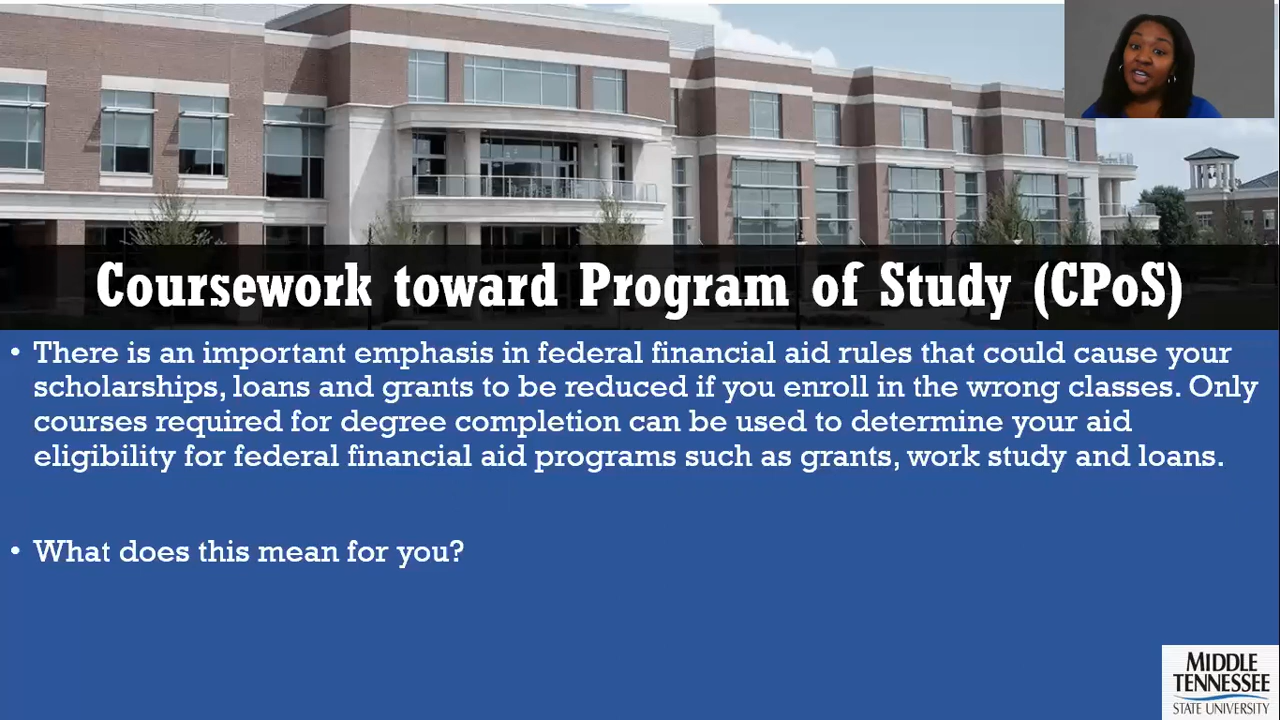 Coursework toward Program of Study (CPoS)
• There is an important emphasis in federal financial aid rules that could cause your
scholarships, loans and grants to be reduced if you enroll in the wrong classes. Only
courses required for degree completion can be used to determine your aid
eligibility for federal financial aid programs such as grants, work study and loans.
• What does this mean for you?
MIDDLE
TENNESSEE
STATE UNIVERSITY